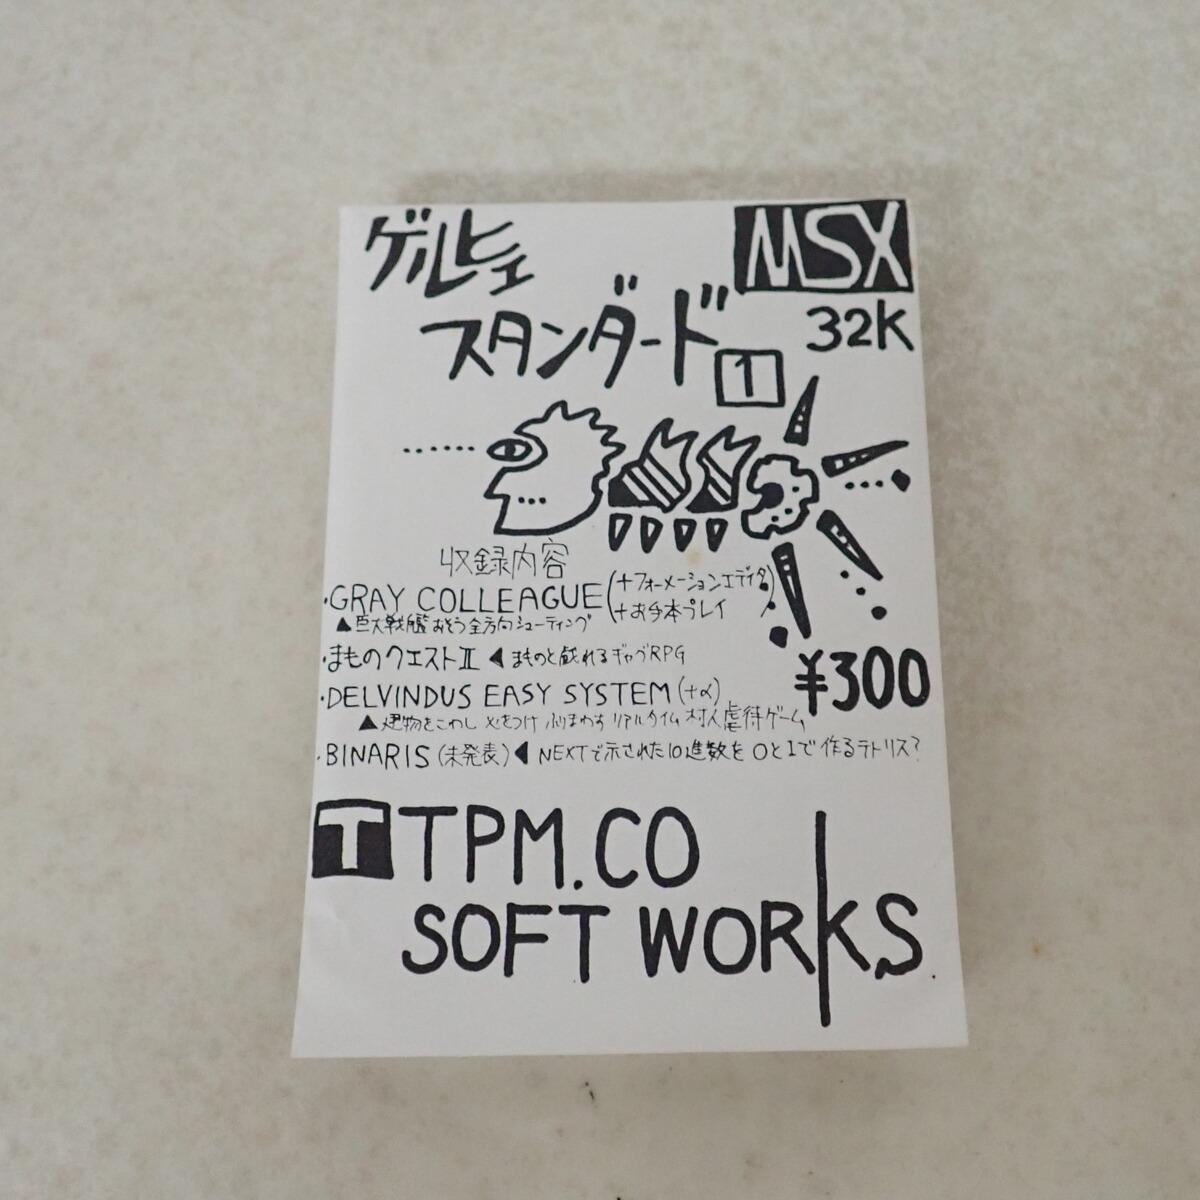 ゲルヒェ
スタンダード1
MSX
32K
収録内容
・GRAY COLLEAGUE (+フォーメーションエディタ
+お手本プレイ)
▲巨大戦艦おそう全方向シューティング
・まものクエストⅡ ◀まものと戯れるギャグRPG
・DELVINDUS EASY SYSTEM (+α)
▲建物をこわし 火をつけ ふりまわす リアルタイム 村人虐待ゲーム
・BINARIS (未発表) ◀ NEXTで示された10進数を 0と1で 作るテトリス?
¥300
T TPM.CO
SOFT WORKS.